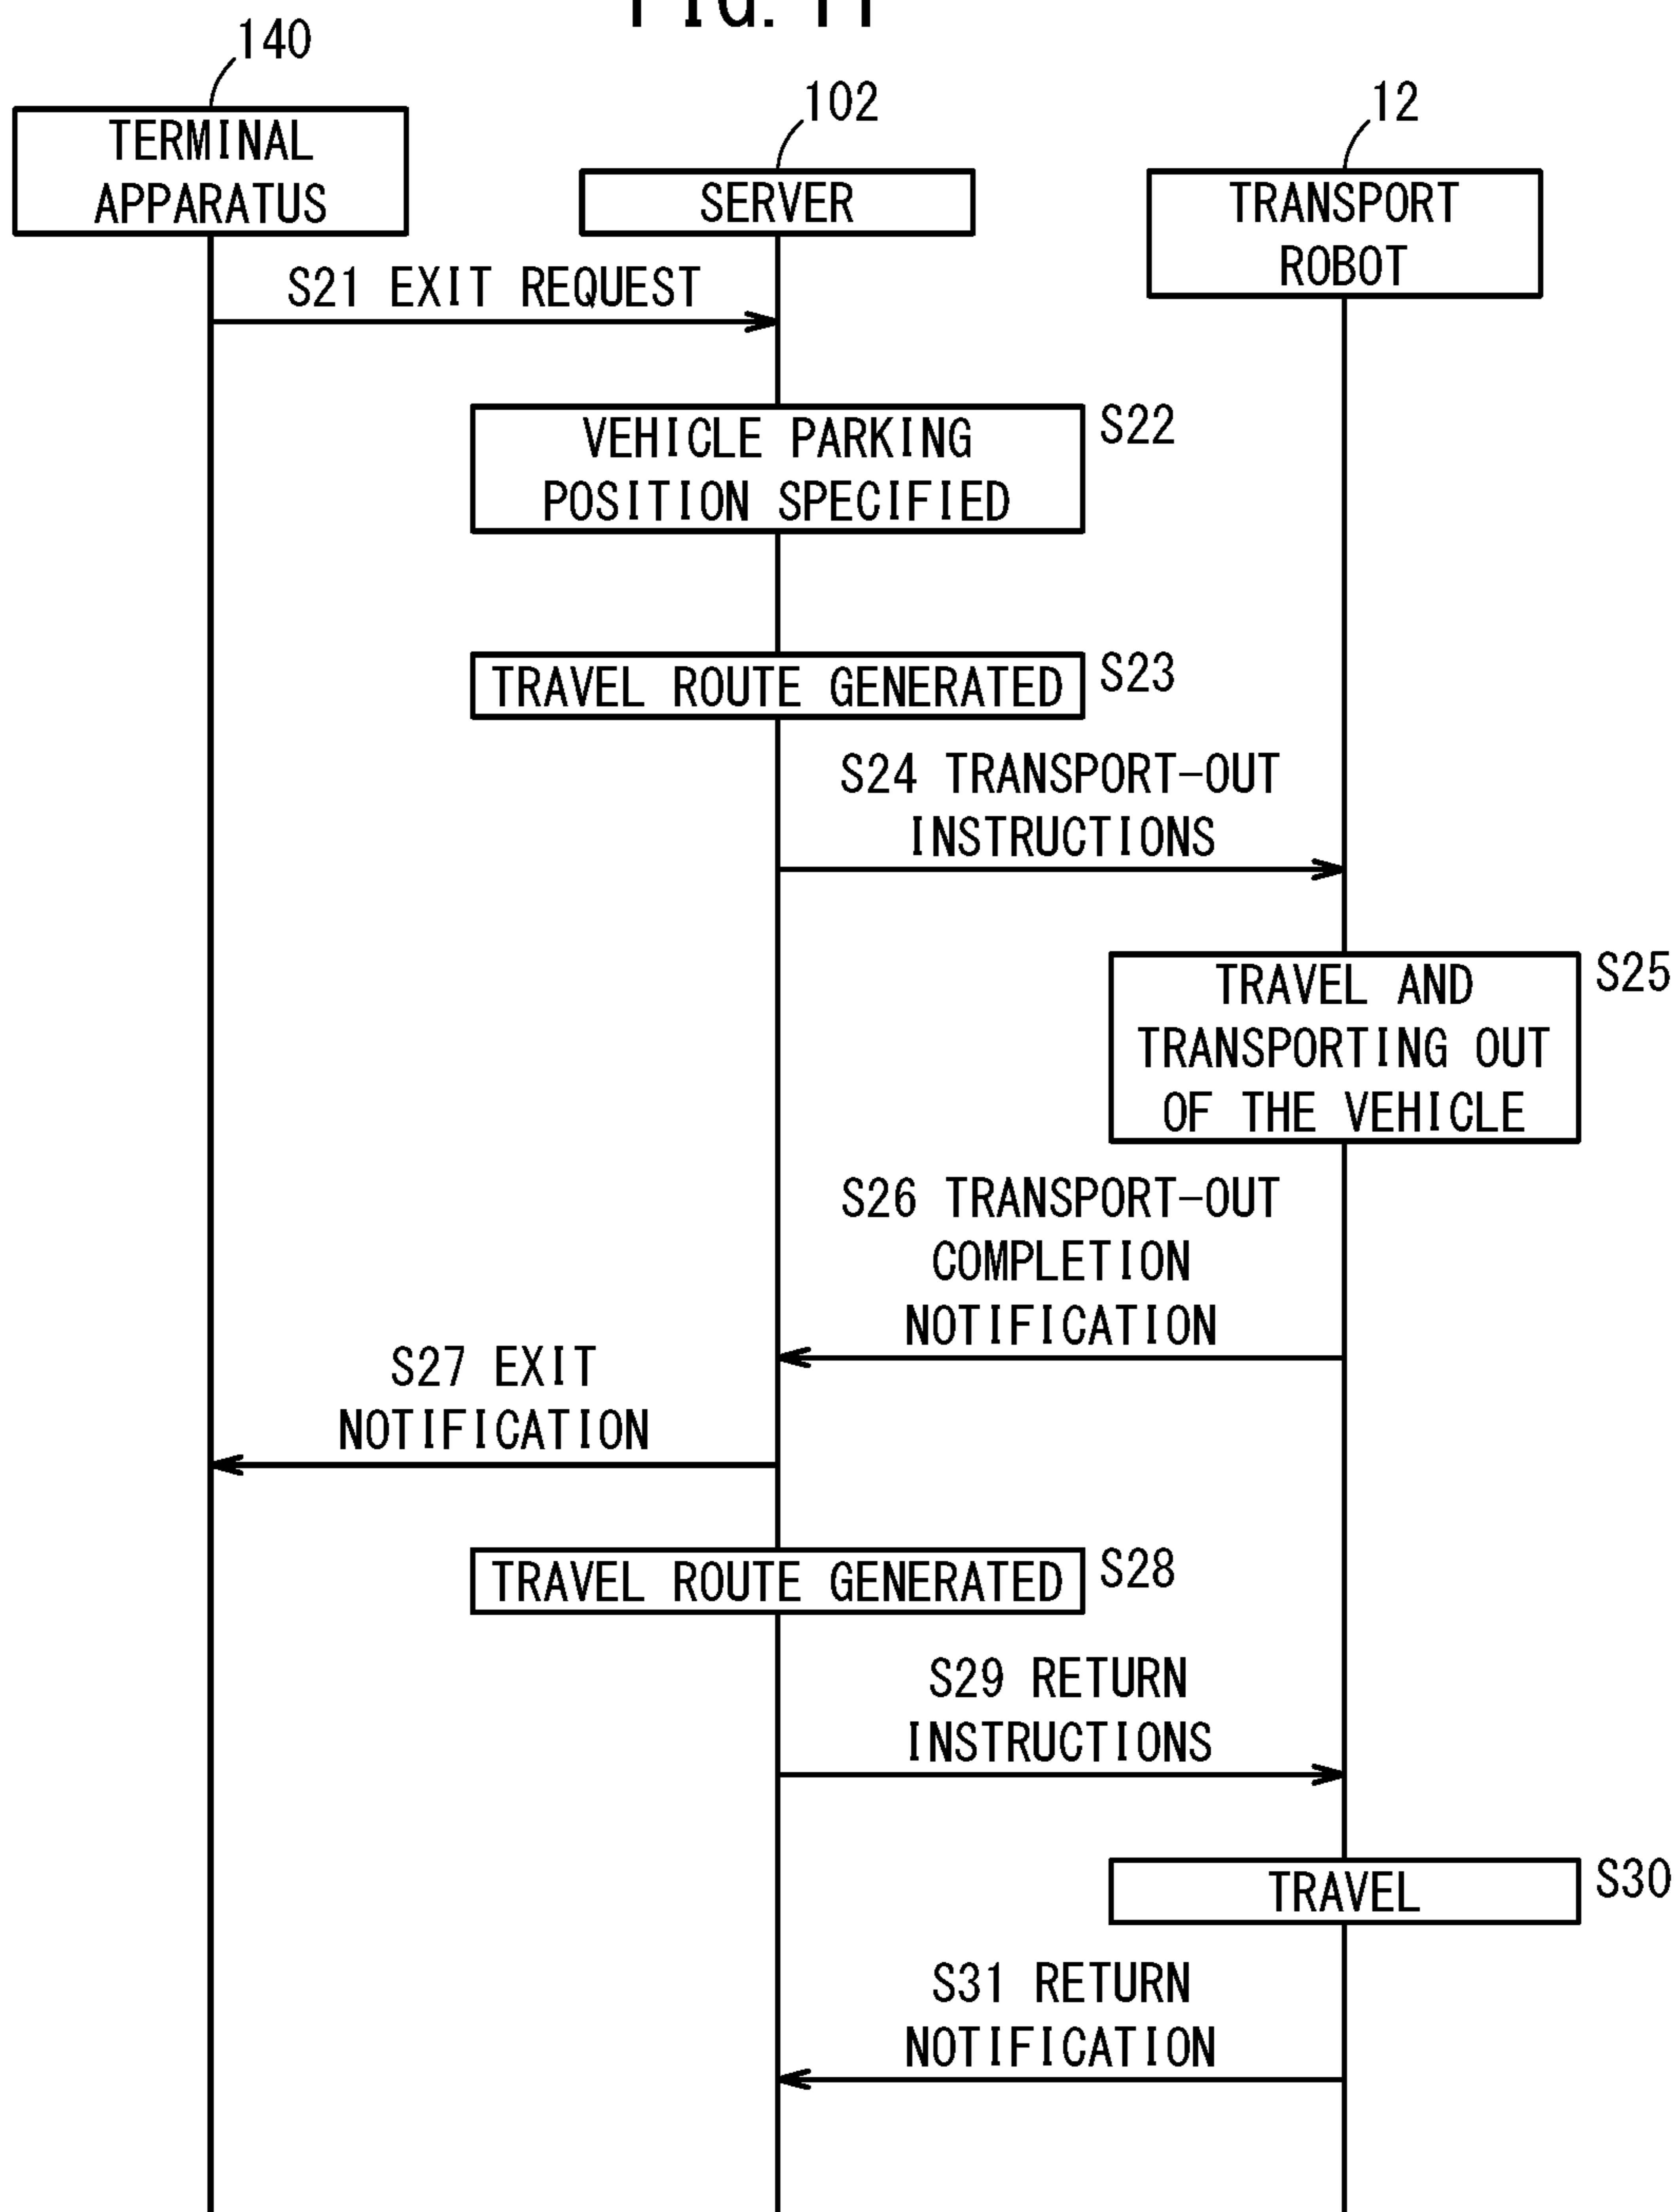 FIG. 11
140
TERMINAL
APPARATUS
102
SERVER
12
TRANSPORT
ROBOT
S21 EXIT REQUEST
VEHICLE PARKING
POSITION SPECIFIED
S22
TRAVEL ROUTE GENERATED
S23
S24 TRANSPORT-OUT
INSTRUCTIONS
TRAVEL AND
TRANSPORTING OUT
OF THE VEHICLE
S25
S26 TRANSPORT-OUT
COMPLETION
NOTIFICATION
S27 EXIT
NOTIFICATION
TRAVEL ROUTE GENERATED
S28
S29 RETURN
INSTRUCTIONS
TRAVEL
S30
S31 RETURN
NOTIFICATION